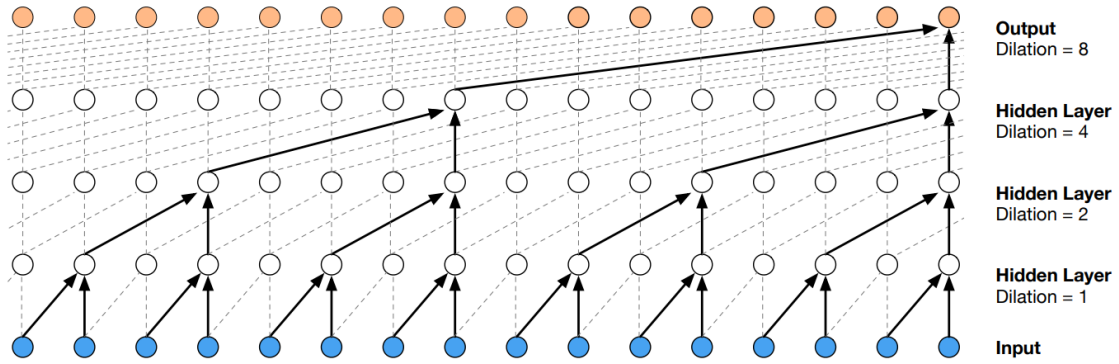 Output
Dilation = 8
Hidden Layer
Dilation = 4
Hidden Layer
Dilation = 2
Hidden Layer
Dilation = 1
Input